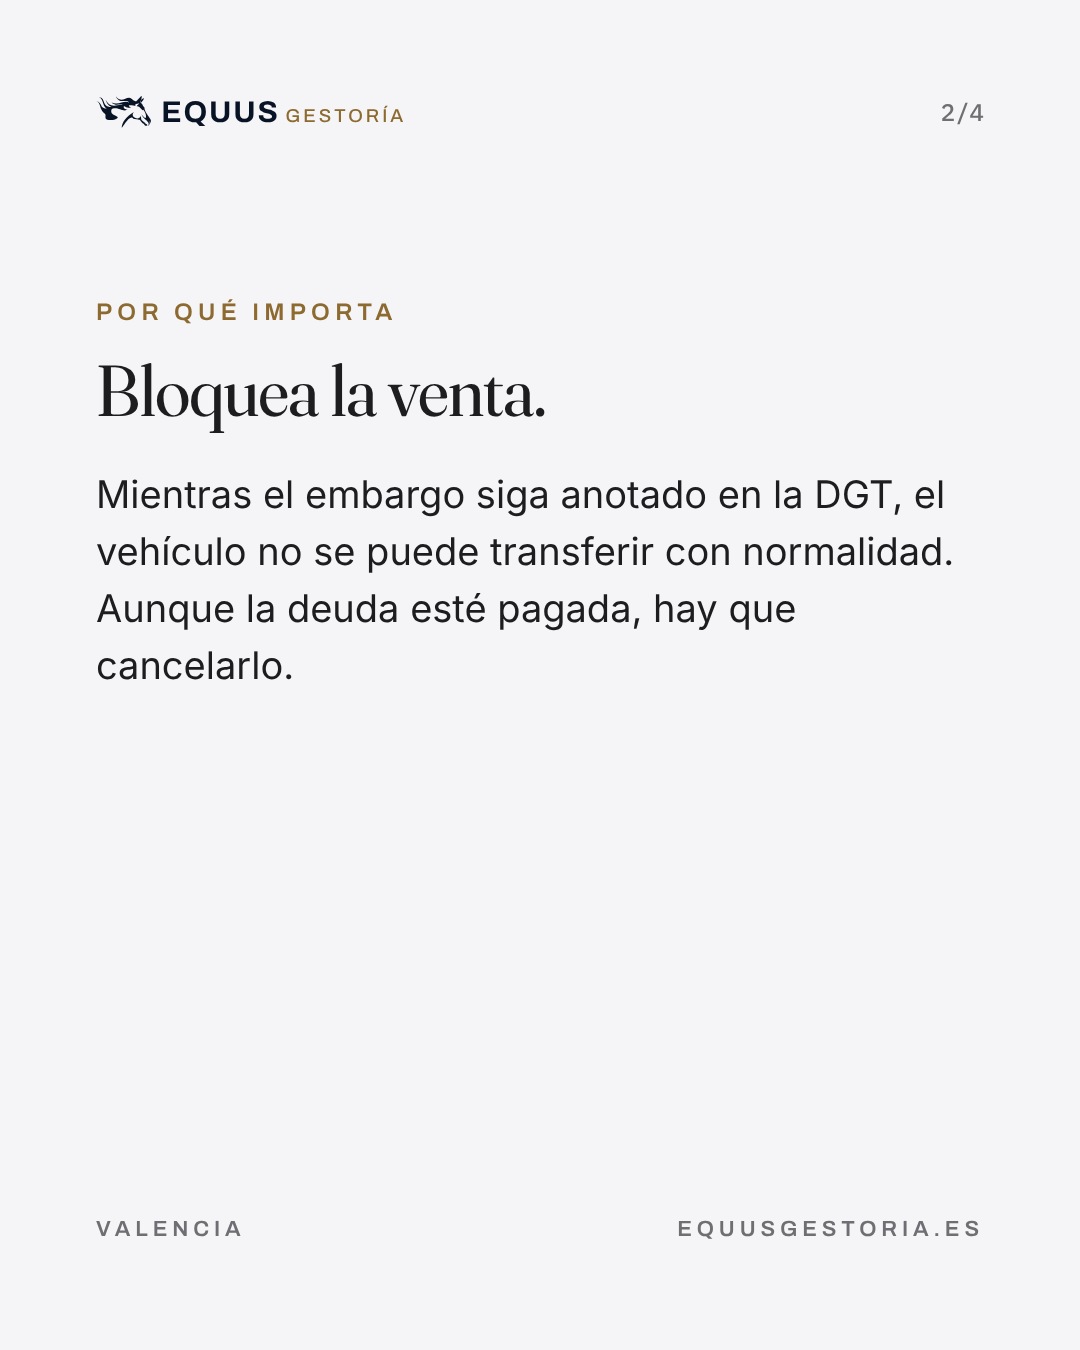 EQUUS GESTORÍA
2/4
POR QUÉ IMPORTA
Bloquea la venta.
Mientras el embargo siga anotado en la DGT, el
vehículo no se puede transferir con normalidad.
Aunque la deuda esté pagada, hay que
cancelarlo.
VALENCIA
EQUUSGESTORIA.ES